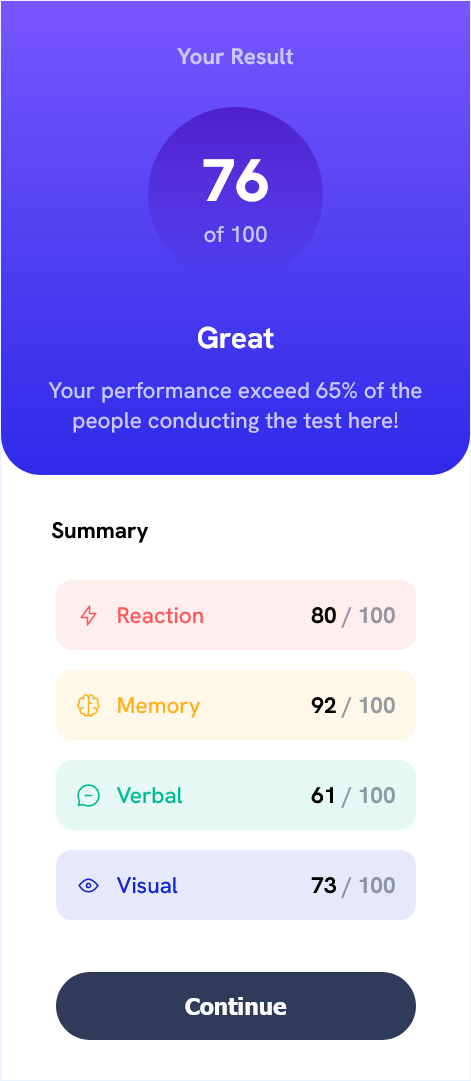 Your Result
76
of 100
Great
Your performance exceed 65% of the
people conducting the test here!
Summary
Reaction 80 / 100
Memory 92 / 100
Verbal 61 / 100
Visual 73 / 100
Continue